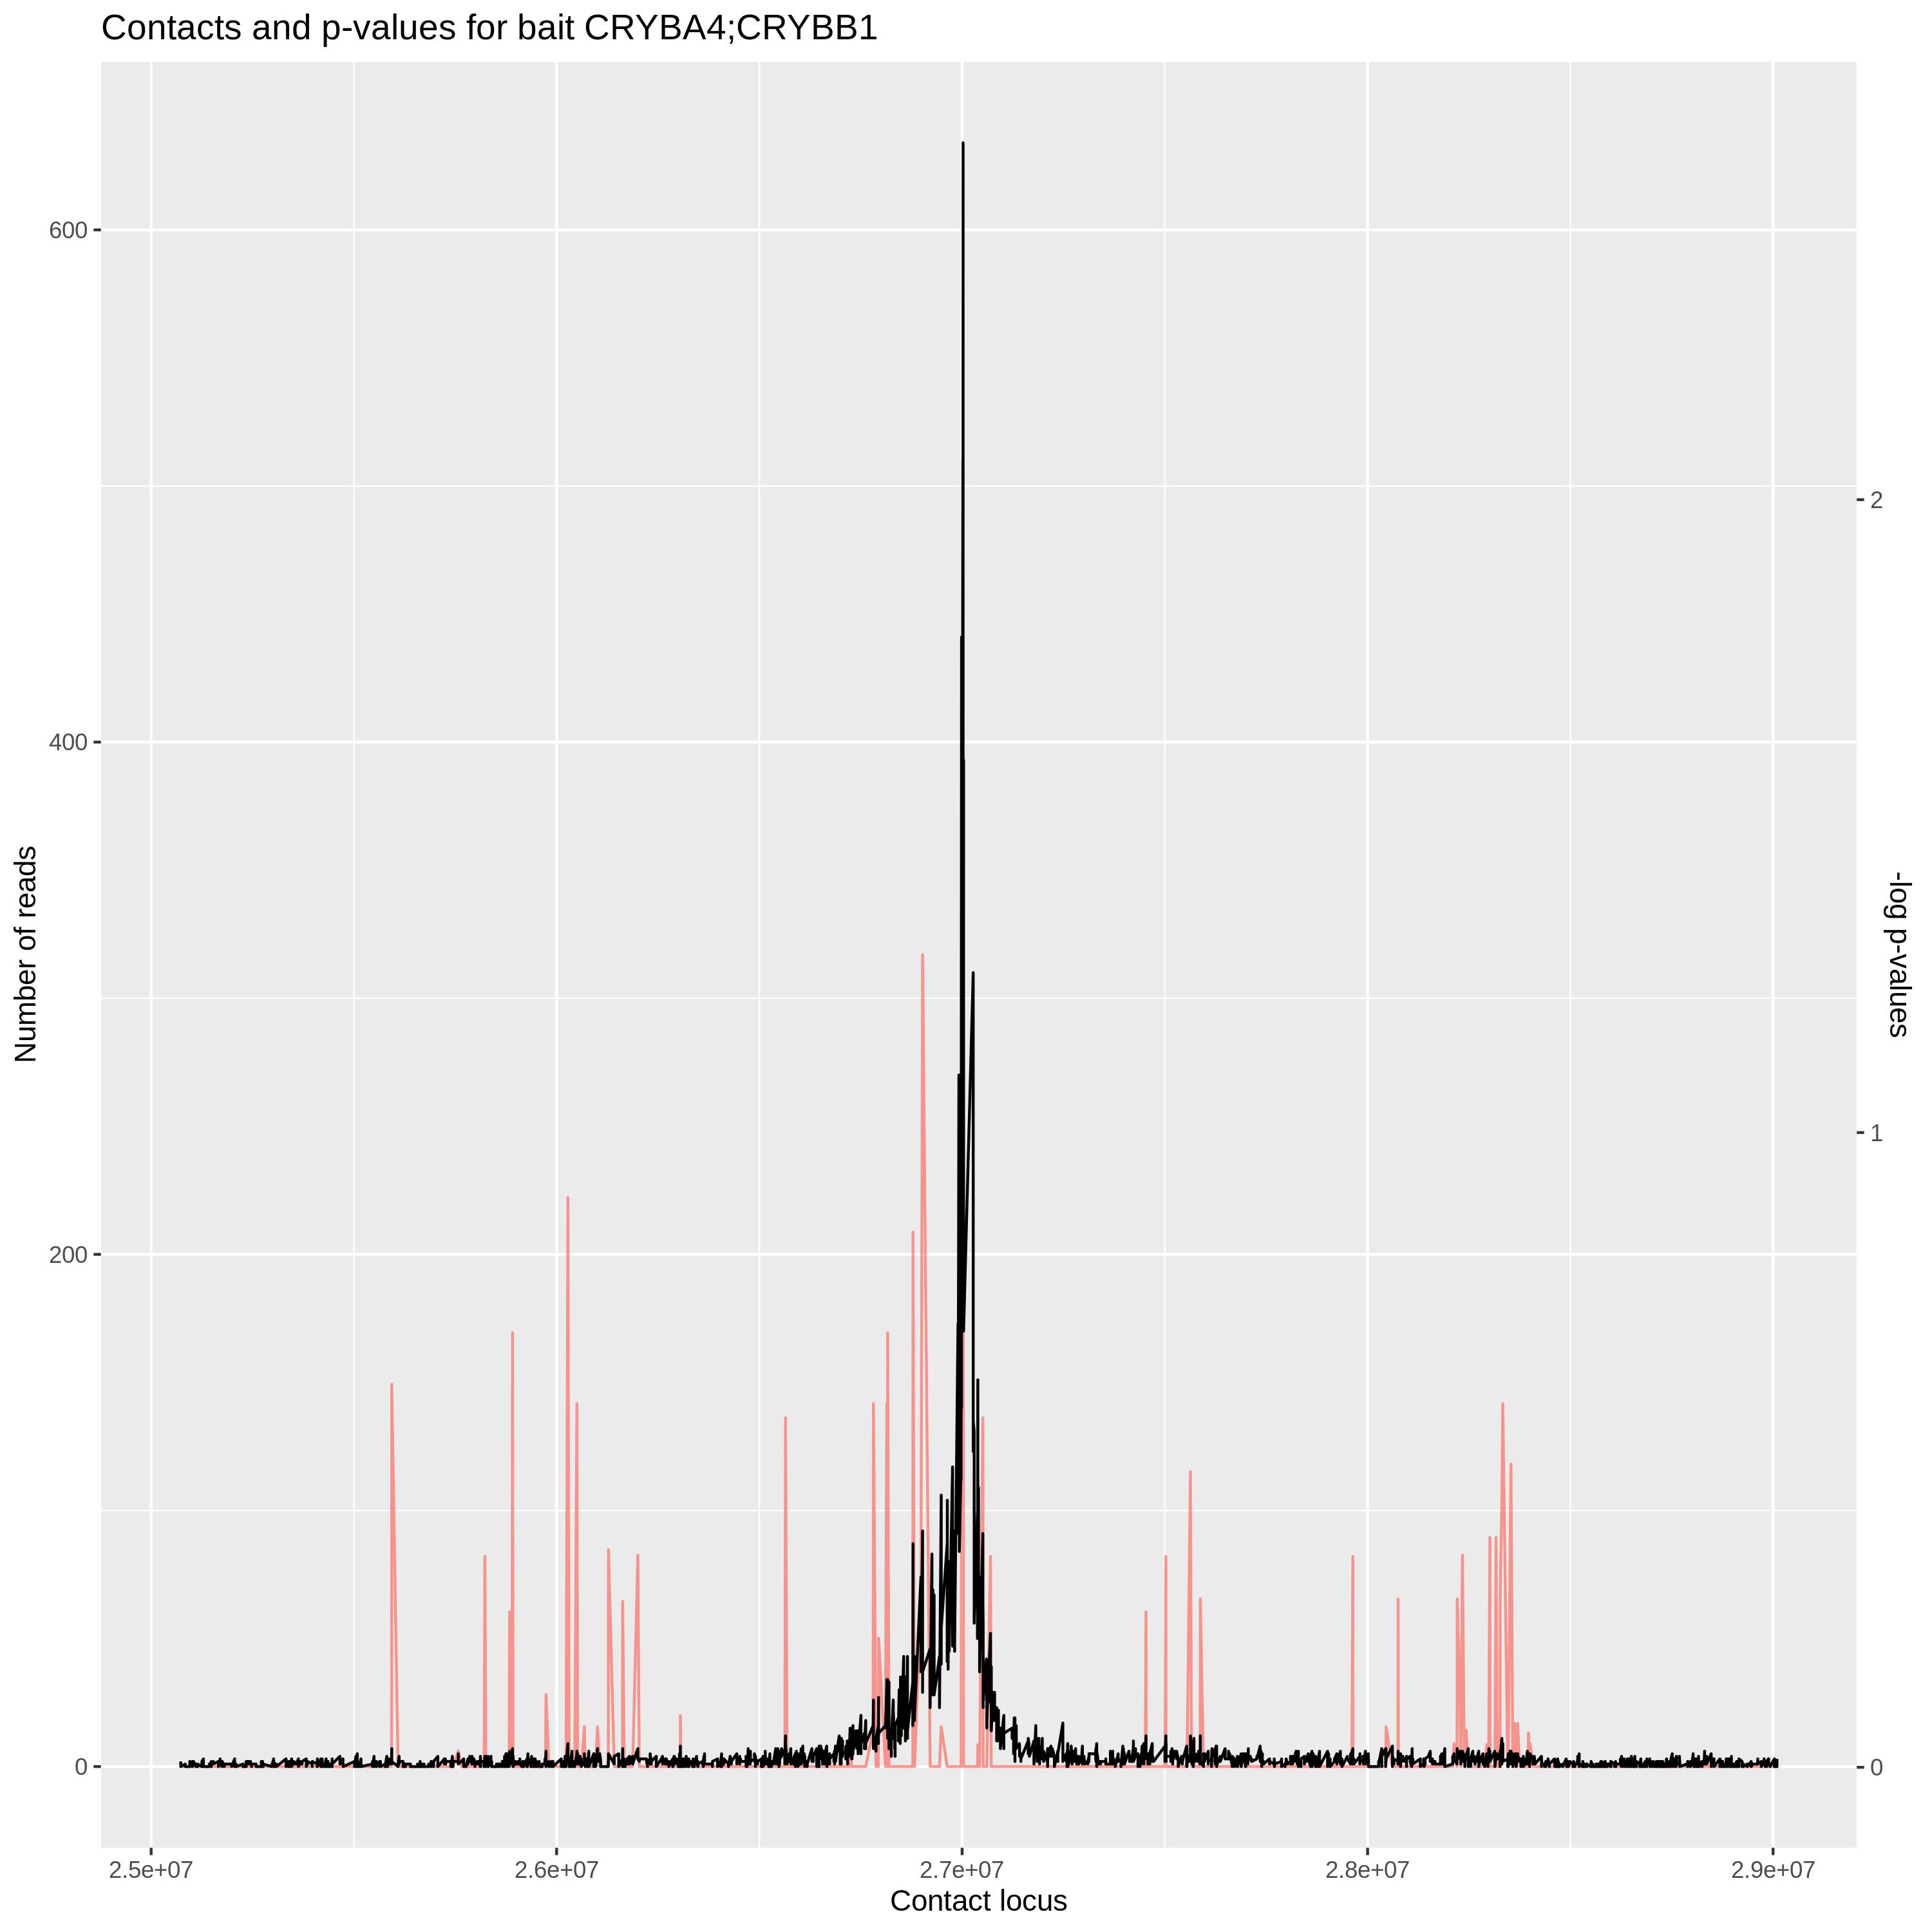 Contacts and p-values for bait CRYBA4;CRYBB1
600
400
200
0
Number of reads
2
1
0
-log p-values
2.5e+07
2.6e+07
2.7e+07
2.8e+07
2.9e+07
Contact locus